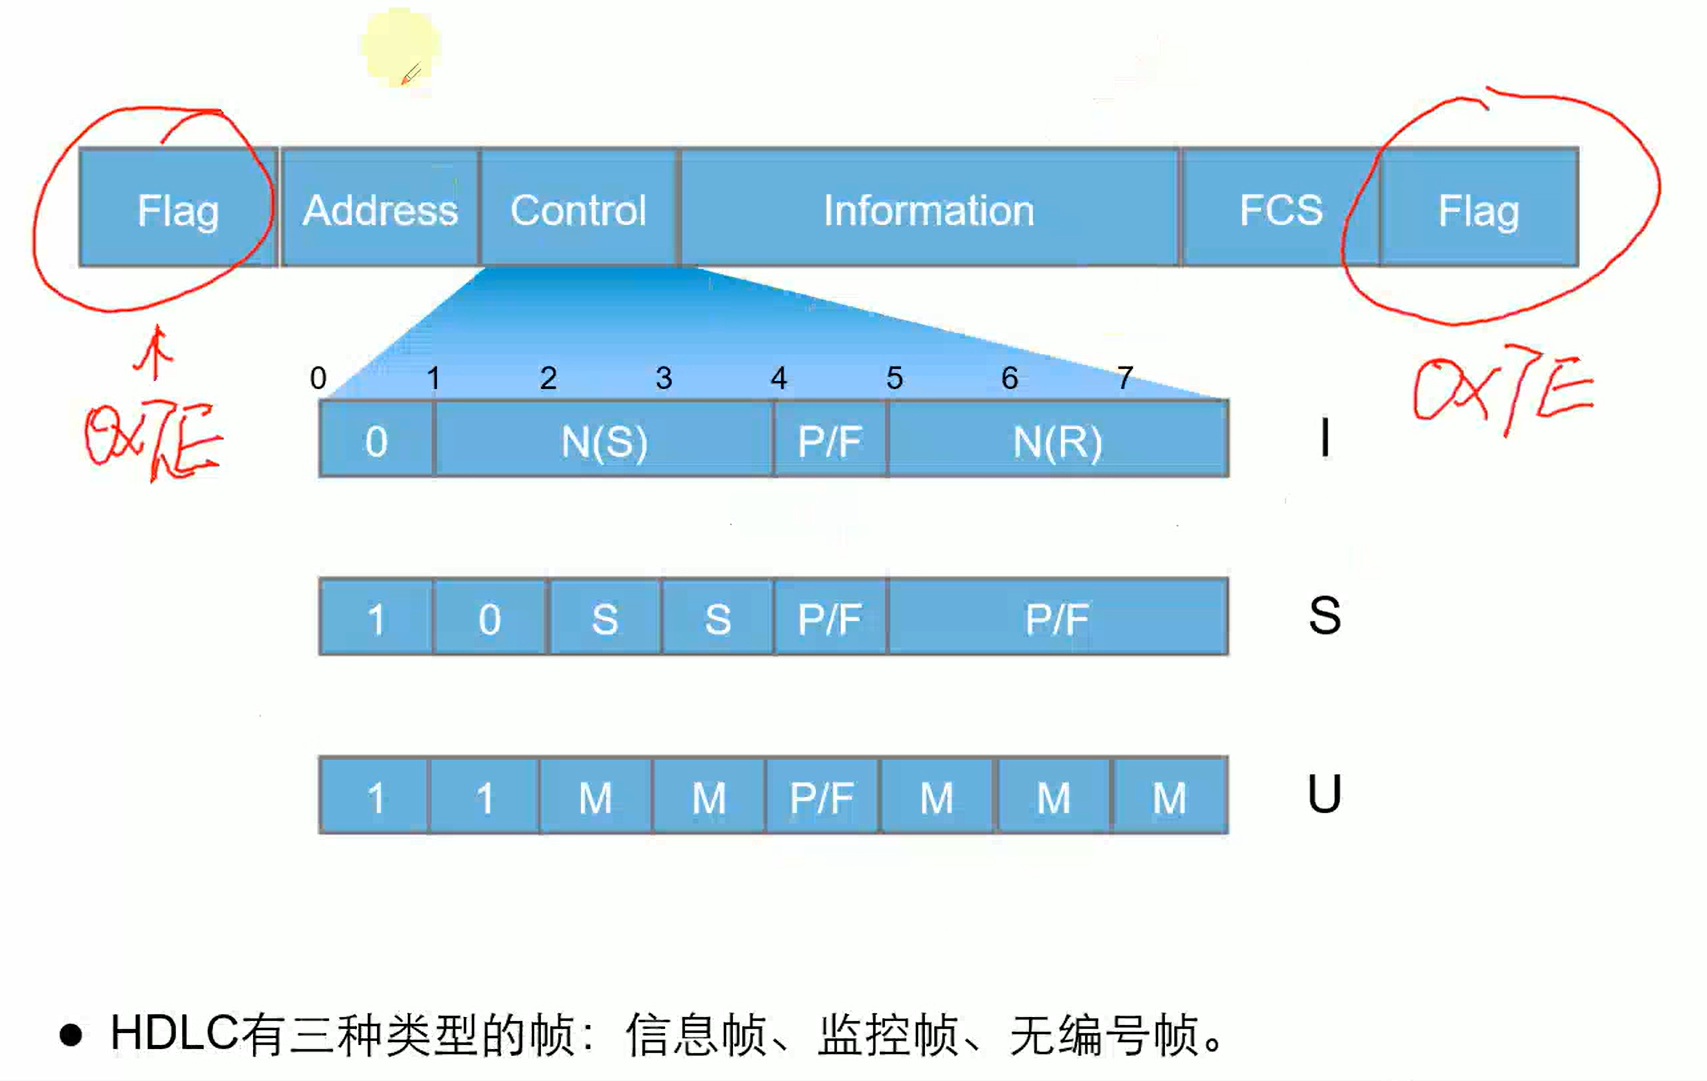 Flag Address Control Information FCS Flag
0x7E 0x7E
0 1 2 3 4 5 6 7
0 N(S) P/F N(R) I
1 0 S S P/F P/F S
1 1 M M P/F M M M U
● HDLC有三种类型的帧：信息帧、监控帧、无编号帧。